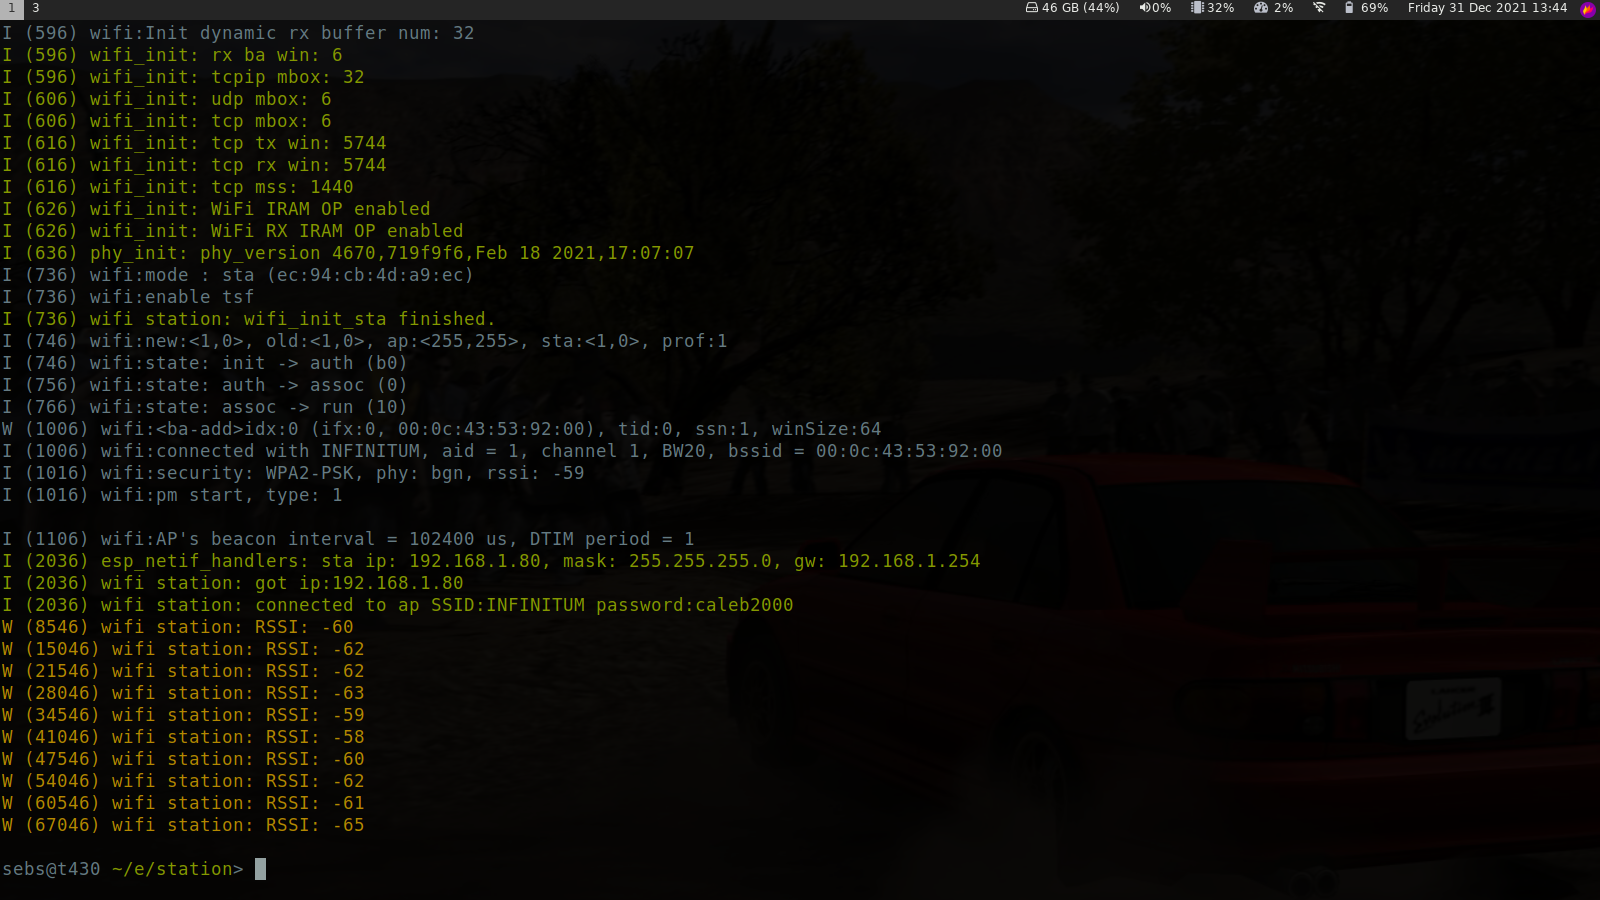 1 3 46 GB (44%) 0% 32% 2% 69% Friday 31 Dec 2021 13:44
I (596) wifi:Init dynamic rx buffer num: 32
I (596) wifi_init: rx ba win: 6
I (596) wifi_init: tcpip mbox: 32
I (606) wifi_init: udp mbox: 6
I (606) wifi_init: tcp mbox: 6
I (616) wifi_init: tcp tx win: 5744
I (616) wifi_init: tcp rx win: 5744
I (616) wifi_init: tcp mss: 1440
I (626) wifi_init: WiFi IRAM OP enabled
I (626) wifi_init: WiFi RX IRAM OP enabled
I (636) phy_init: phy_version 4670,719f9f6,Feb 18 2021,17:07:07
I (736) wifi:mode : sta (ec:94:cb:4d:a9:ec)
I (736) wifi:enable tsf
I (736) wifi station: wifi_init_sta finished.
I (746) wifi:new:<1,0>, old:<1,0>, ap:<255,255>, sta:<1,0>, prof:1
I (746) wifi:state: init -> auth (b0)
I (756) wifi:state: auth -> assoc (0)
I (766) wifi:state: assoc -> run (10)
W (1006) wifi:<ba-add>idx:0 (ifx:0, 00:0c:43:53:92:00), tid:0, ssn:1, winSize:64
I (1006) wifi:connected with INFINITUM, aid = 1, channel 1, BW20, bssid = 00:0c:43:53:92:00
I (1016) wifi:security: WPA2-PSK, phy: bgn, rssi: -59
I (1016) wifi:pm start, type: 1
I (1106) wifi:AP's beacon interval = 102400 us, DTIM period = 1
I (2036) esp_netif_handlers: sta ip: 192.168.1.80, mask: 255.255.255.0, gw: 192.168.1.254
I (2036) wifi station: got ip:192.168.1.80
I (2036) wifi station: connected to ap SSID:INFINITUM password:caleb2000
W (8546) wifi station: RSSI: -60
W (15046) wifi station: RSSI: -62
W (21546) wifi station: RSSI: -62
W (28046) wifi station: RSSI: -63
W (34546) wifi station: RSSI: -59
W (41046) wifi station: RSSI: -58
W (47546) wifi station: RSSI: -60
W (54046) wifi station: RSSI: -62
W (60546) wifi station: RSSI: -61
W (67046) wifi station: RSSI: -65
sebs@t430 ~/e/station>